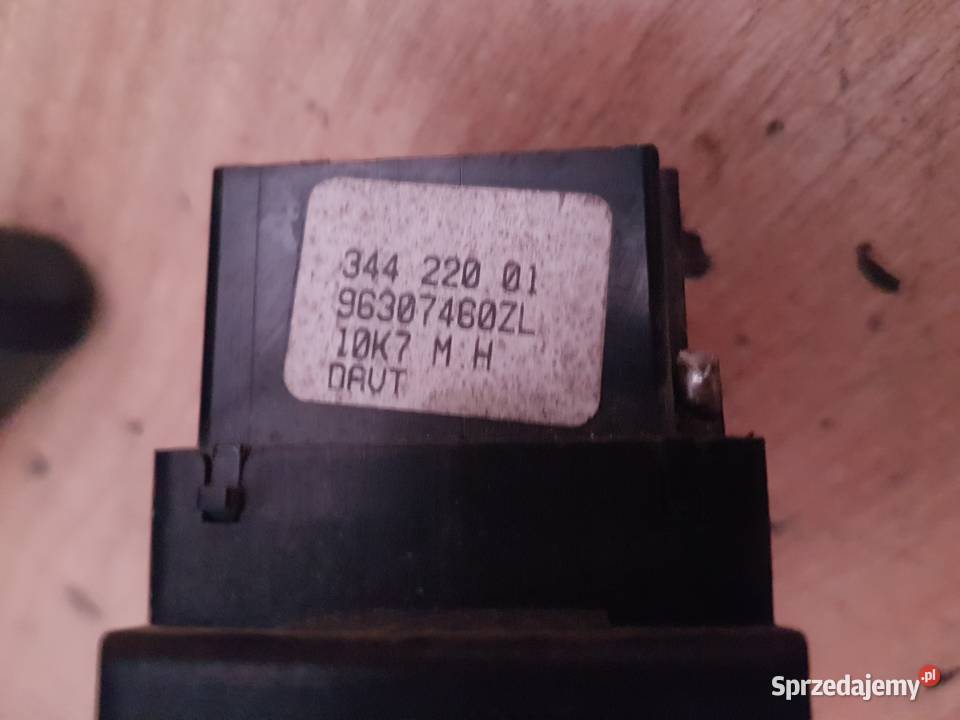 344 220 01
96307460ZL
10K7 M.H
DAVT
Sprzedajemy.pl